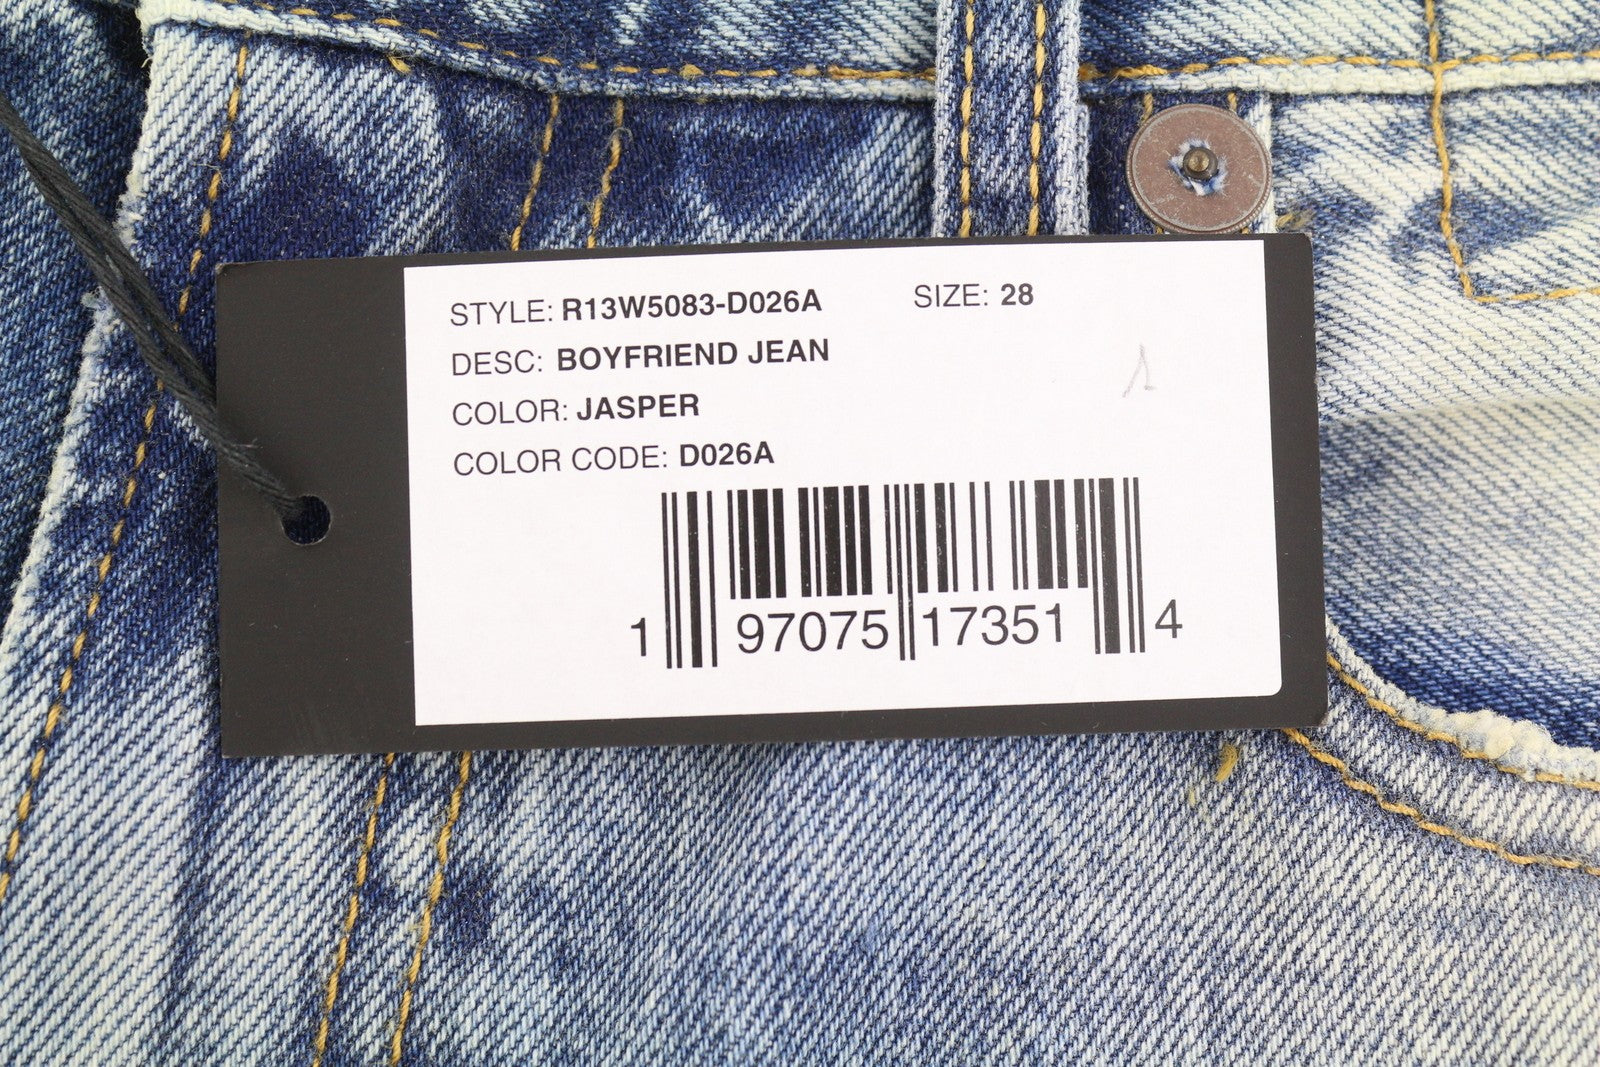 STYLE: R13W5083-D026A SIZE: 28
DESC: BOYFRIEND JEAN
COLOR: JASPER
COLOR CODE: D026A
1 97075 17351 4